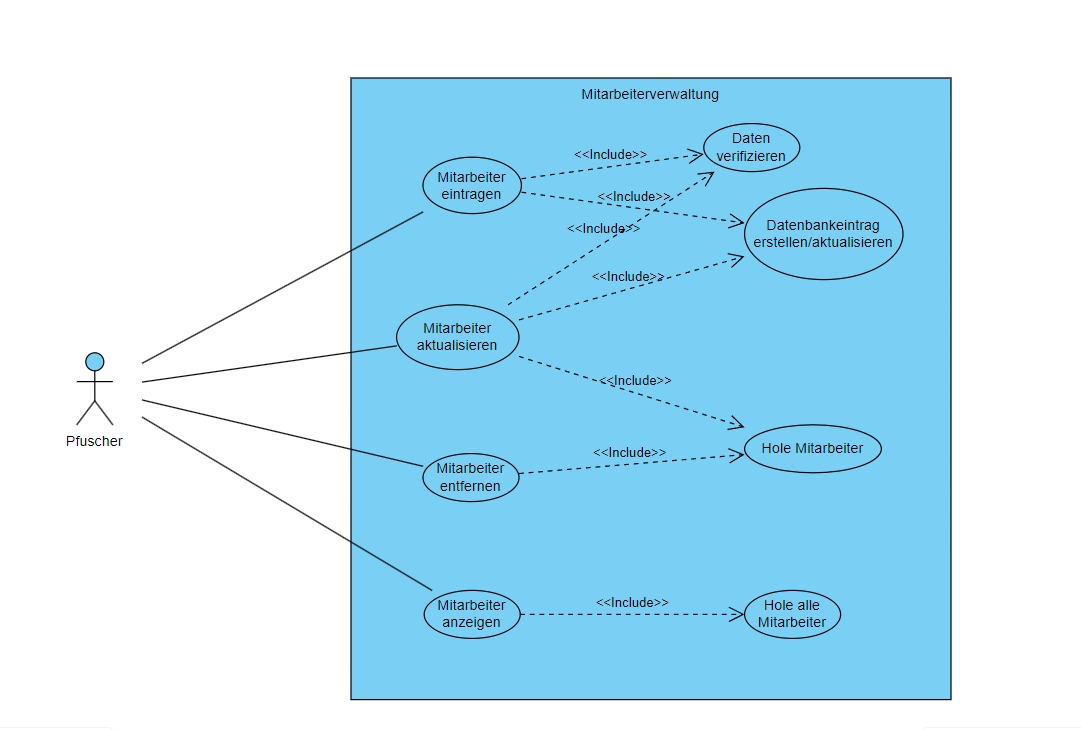 Mitarbeiterverwaltung
Daten
verifizieren
<<Include>>
Mitarbeiter
eintragen
<<Include>>
Datenbankeintrag
erstellen/aktualisieren
<<Include>>
<<Include>>
Mitarbeiter
aktualisieren
<<Include>>
Pfuscher
Hole Mitarbeiter
<<Include>>
Mitarbeiter
entfernen
<<Include>>
Mitarbeiter
anzeigen
Hole alle
Mitarbeiter